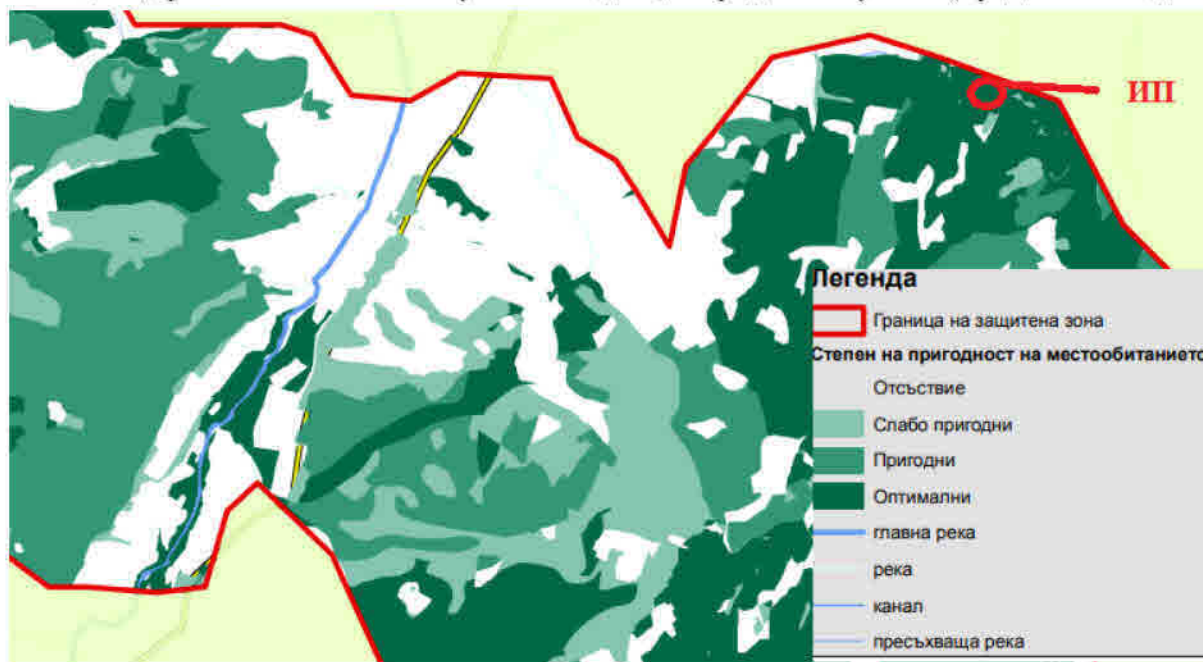 ИП
Легенда
Граница на защитена зона
Степен на пригодност на местообитанието
Отсъствие
Слабо пригодни
Пригодни
Оптимални
главна река
река
канал
пресъхваща река